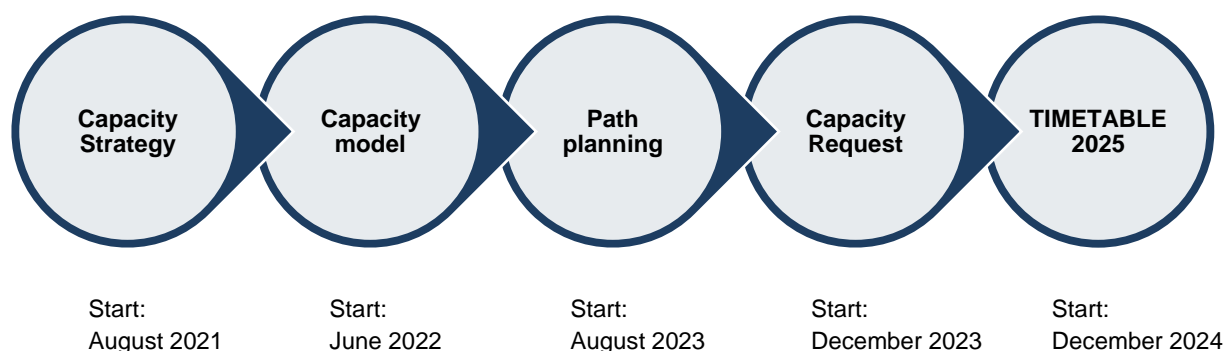 Capacity
Strategy
Capacity
model
Path
planning
Capacity
Request
TIMETABLE
2025
Start:
August 2021
Start:
June 2022
Start:
August 2023
Start:
December 2023
Start:
December 2024